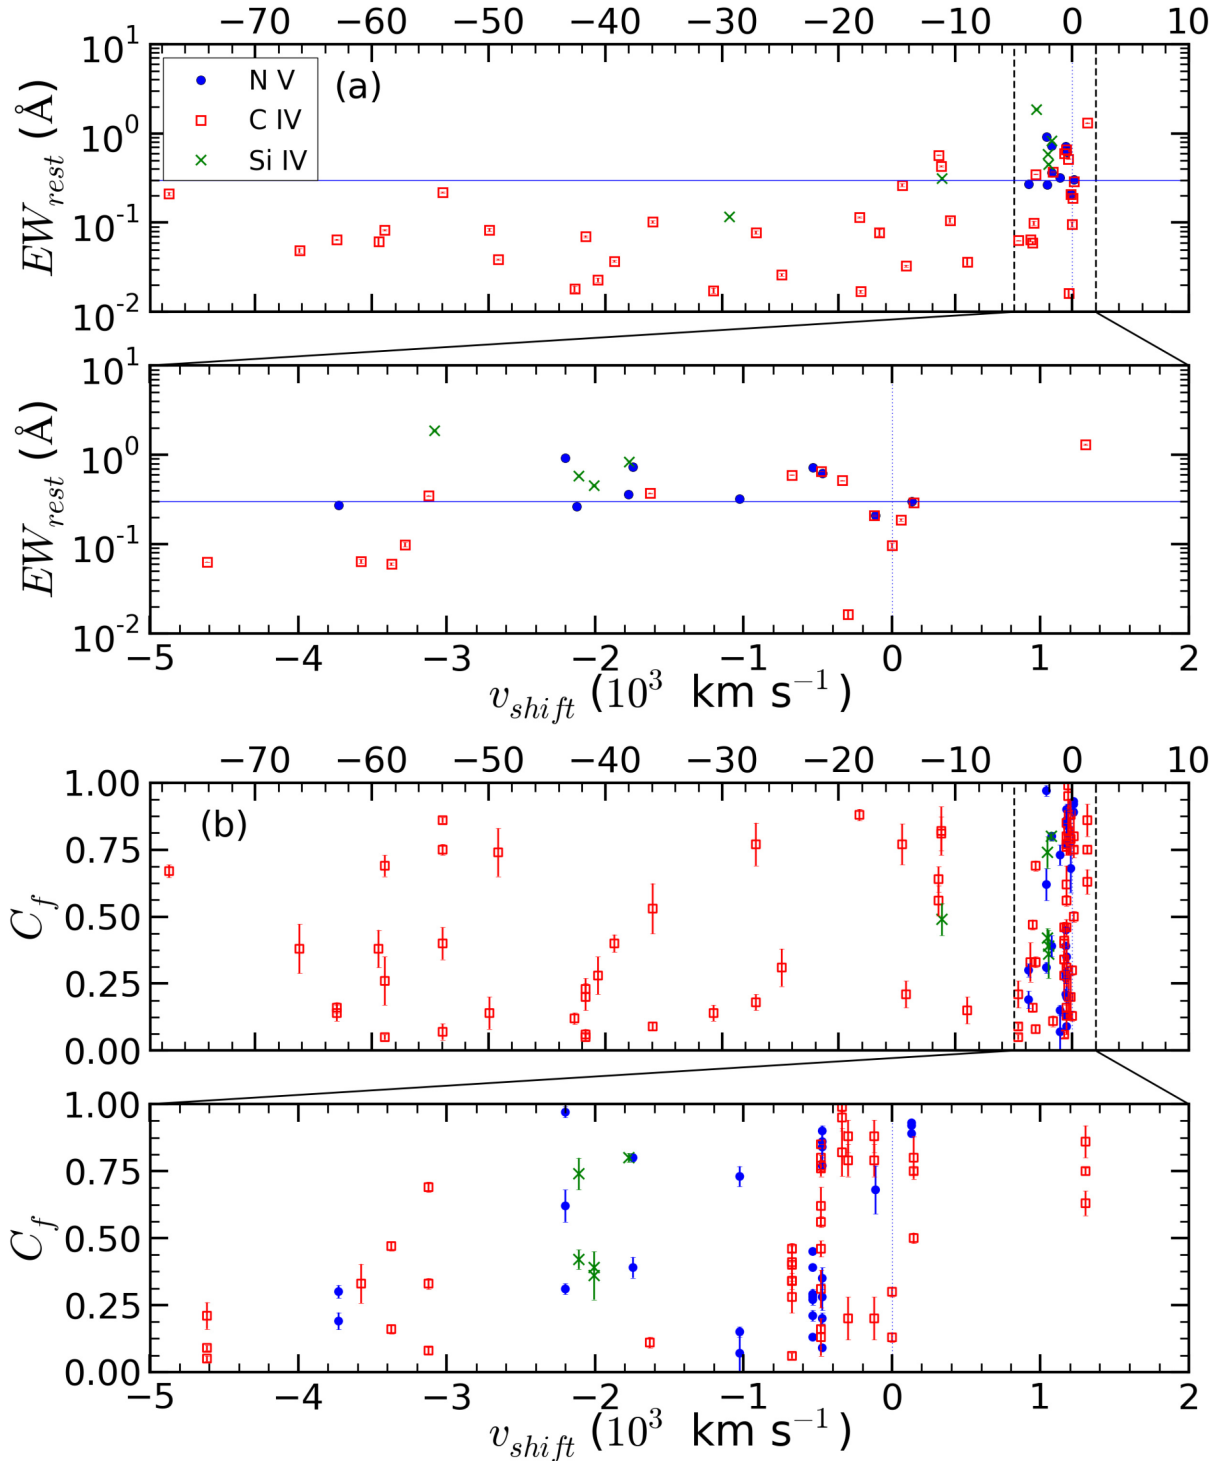 −70 −60 −50 −40 −30 −20 −10 0 10
10^1
10^0
10^-1
10^-2
EW_rest (Å)
N V
C IV
Si IV
(a)
10^1
10^0
10^-1
10^-2
EW_rest (Å)
−5 −4 −3 −2 −1 0 1 2
v_shift (10^3 km s^−1)
−70 −60 −50 −40 −30 −20 −10 0 10
1.00
0.75
0.50
0.25
0.00
C_f
(b)
1.00
0.75
0.50
0.25
0.00
C_f
−5 −4 −3 −2 −1 0 1 2
v_shift (10^3 km s^−1)